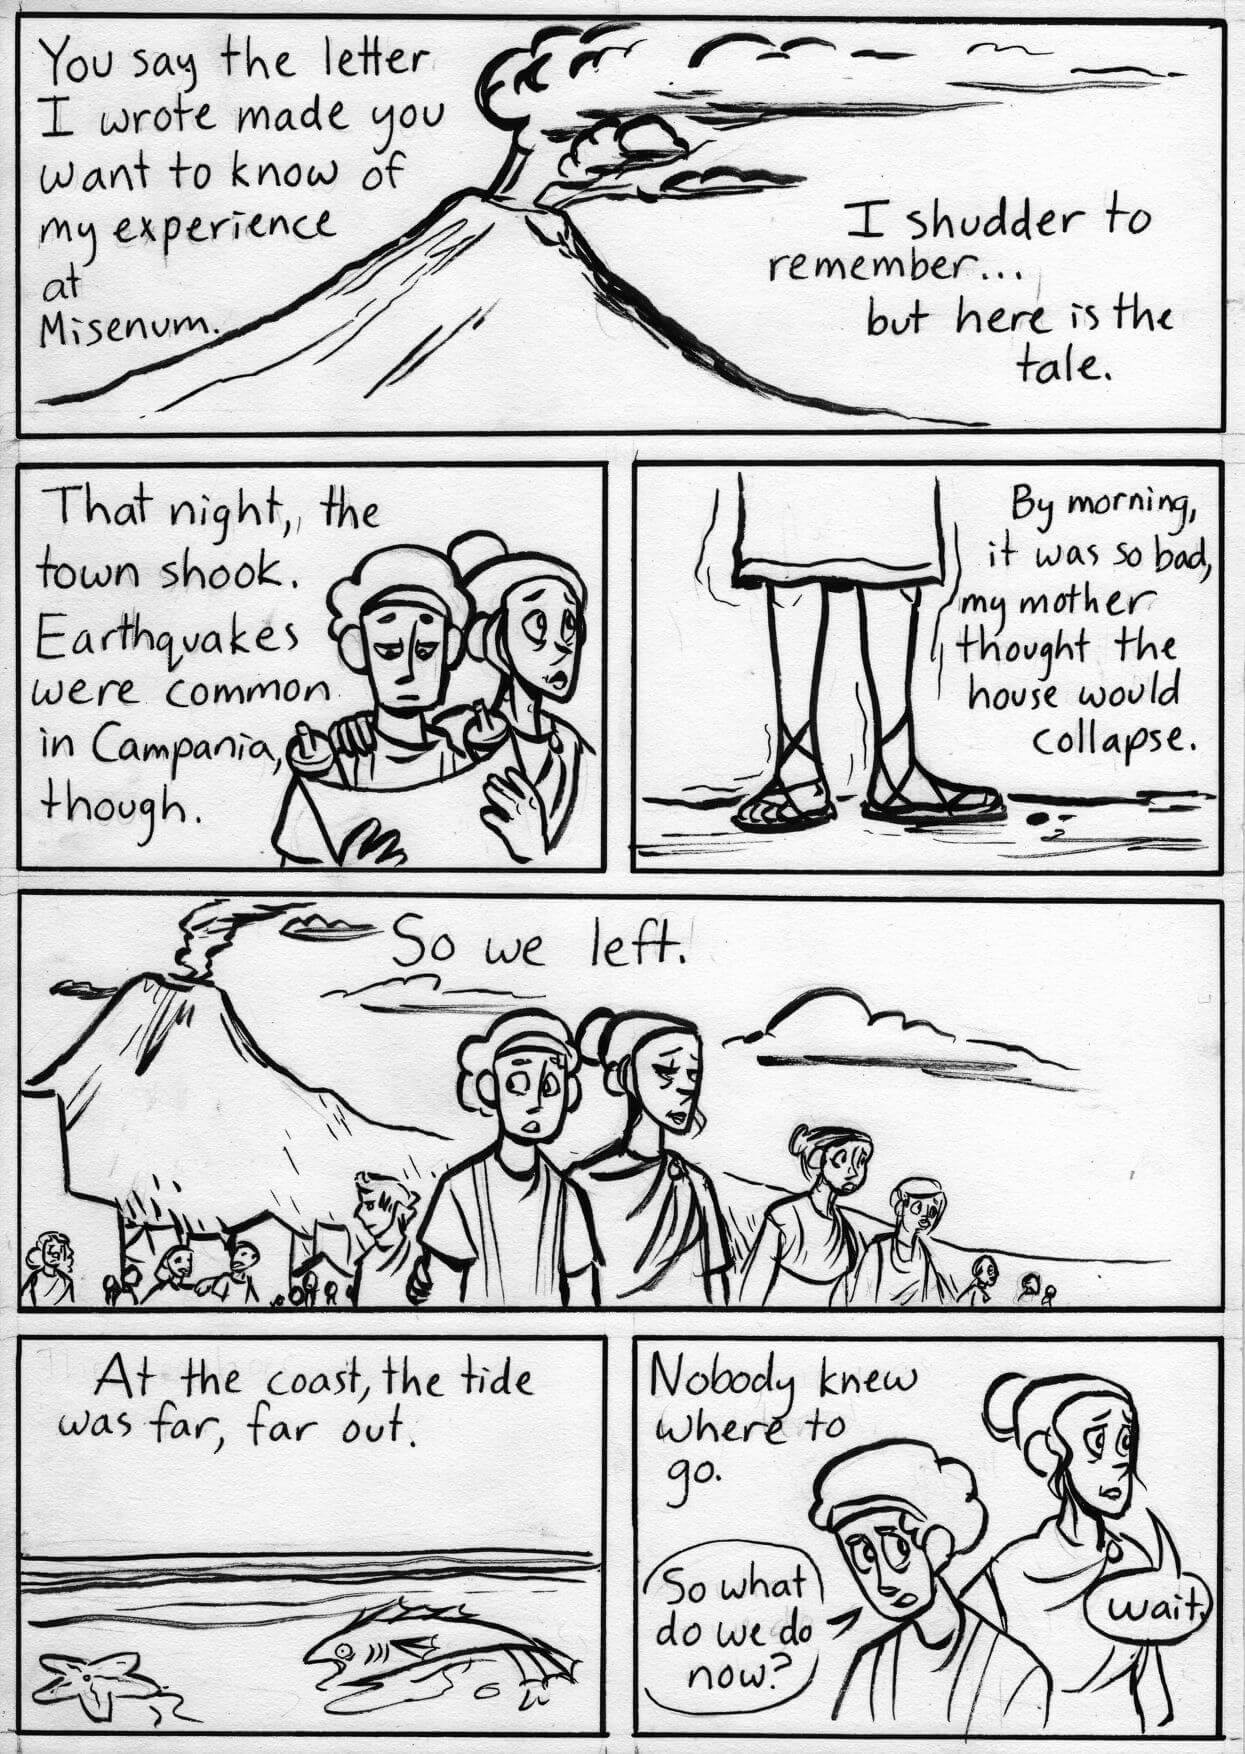 You say the letter
I wrote made you
want to know of
my experience
at
Misenum.
I shudder to
remember...
but here is the
tale.
That night, the
town shook.
Earthquakes
were common
in Campania,
though.
By morning,
it was so bad,
my mother
thought the
house would
collapse.
So we left.
At the coast, the tide
was far, far out.
Nobody knew
where to
go.
So what
do we do
now?
wait.